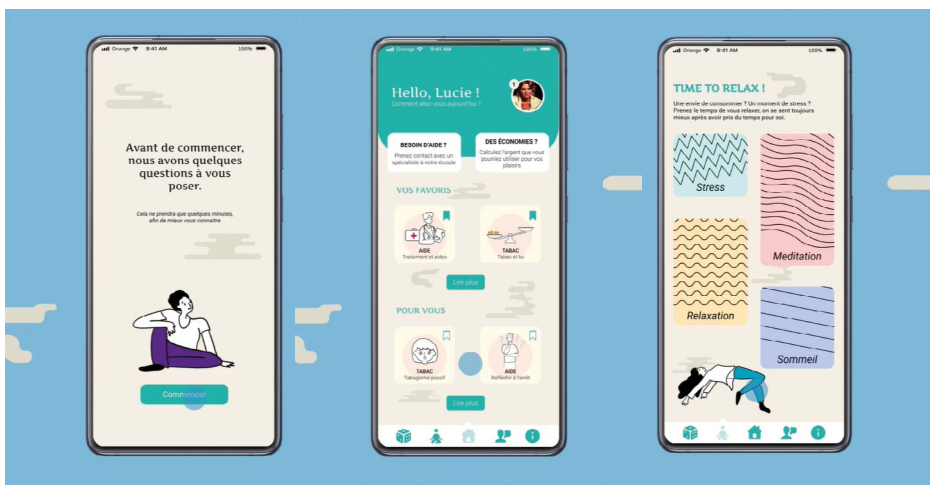 Orange 9:41 AM 100%
Avant de commencer,
nous avons quelques
questions à vous
poser.
Cela ne prendra que quelques minutes,
afin de mieux vous connaitre
Commencer
Orange 9:41 AM 100%
Hello, Lucie !
Comment allez vous aujourd'hur ?
1
BESOIN D'AIDE ?
Prenez contact avec un
spécialiste à votre écoute
DES ÉCONOMIES ?
Calculez l'argent que vous
pourriez utiliser pour vos
plaisirs
VOS FAVORIS
AIDE
Traitement et aides
TABAC
Tabac et loi
Lire plus
POUR VOUS
TABAC
Tabagisme passif
AIDE
Réfléchir à l'arrêt
Lire plus
Orange 9:41 AM 100%
TIME TO RELAX !
Une envie de consummer ? Un moment de stress ?
Prenez le temps de vous relaxer, on se sent toujours
mieux après avoir pris du temps pour soi.
Stress
Meditation
Relaxation
Sommeil